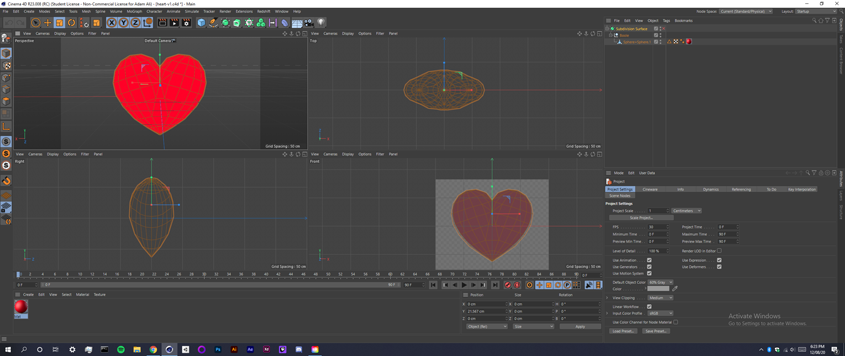 Cinema 4D R23.008 (RC) (Student License - Non-Commercial License for Adam AS) - [heart v1.c4d *] - Main
File Edit Create Modes Select Tools Spline Mesh Volume MoGraph Character Animate Simulate Tracker Render Extensions Redshift Window Help
Node Space: Current (Standard/Physical) Layout: Startup
View Cameras Display Options Filter Panel
Perspective Default Camera
Grid Spacing : 50 cm
View Cameras Display Options Filter Panel
Top
Grid Spacing : 50 cm
View Cameras Display Options Filter Panel
Right
Grid Spacing : 50 cm
View Cameras Display Options Filter Panel
Front
Grid Spacing : 50 cm
File Edit View Object Tags Bookmarks
Subdivision Surface
Mode Edit User Data
Project
Project Settings Cineware Info Dynamics Referencing To Do Key Interpolation
Project Settings
Project Scale 1 Centimeters
Scale Project...
FPS 30 Project Time 0 F
Minimum Time 0 F Maximum Time 90 F
Preview Min Time 0 F Preview Max Time 90 F
Level of Detail 100 % Render LOD in Editor
Use Animation Use Expression
Use Generators Use Deformers
Use Motion System
Default Object Color 60% Gray
Color
View Clipping Medium
Linear Workflow
Input Color Profile sRGB
Use Color Channel for Node Material
Load Preset... Save Preset...
Activate Windows
Go to Settings to activate Windows.
0 F 0 F 90 F 90 F
Create Edit View Select Material Texture
Position Size Rotation
X 0 cm X 0 cm H 0 °
Y 21.387 cm Y 0 cm P 0 °
Z 0 cm Z 0 cm B 0 °
Object (Rel) Size Apply
6:23 PM
12/08/20